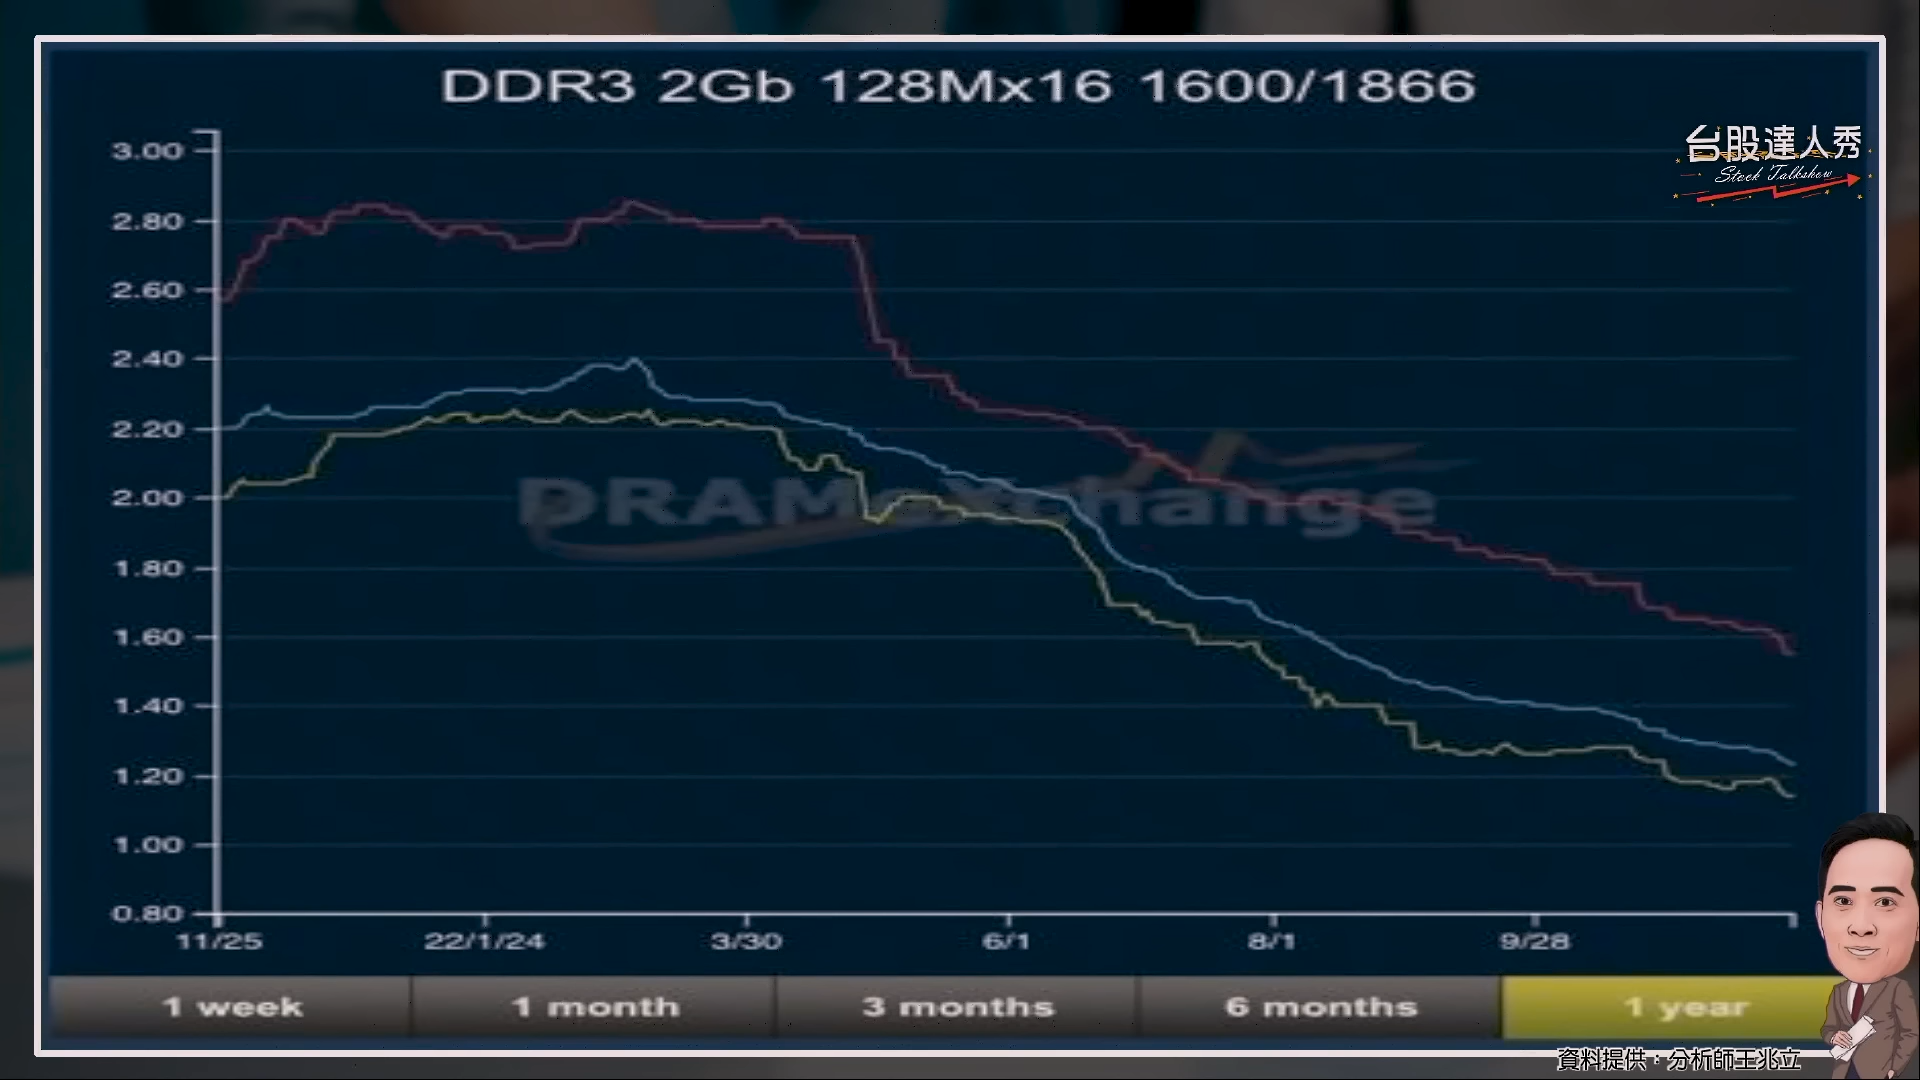 DDR3 2Gb 128Mx16 1600/1866
台股達人秀
Stock Talkshow
3.00
2.80
2.60
2.40
2.20
2.00
1.80
1.60
1.40
1.20
1.00
0.80
DRAMeXchange
11/25
22/1/24
3/30
6/1
8/1
9/28
1 week
1 month
3 months
6 months
1 year
資料提供：分析師王兆立